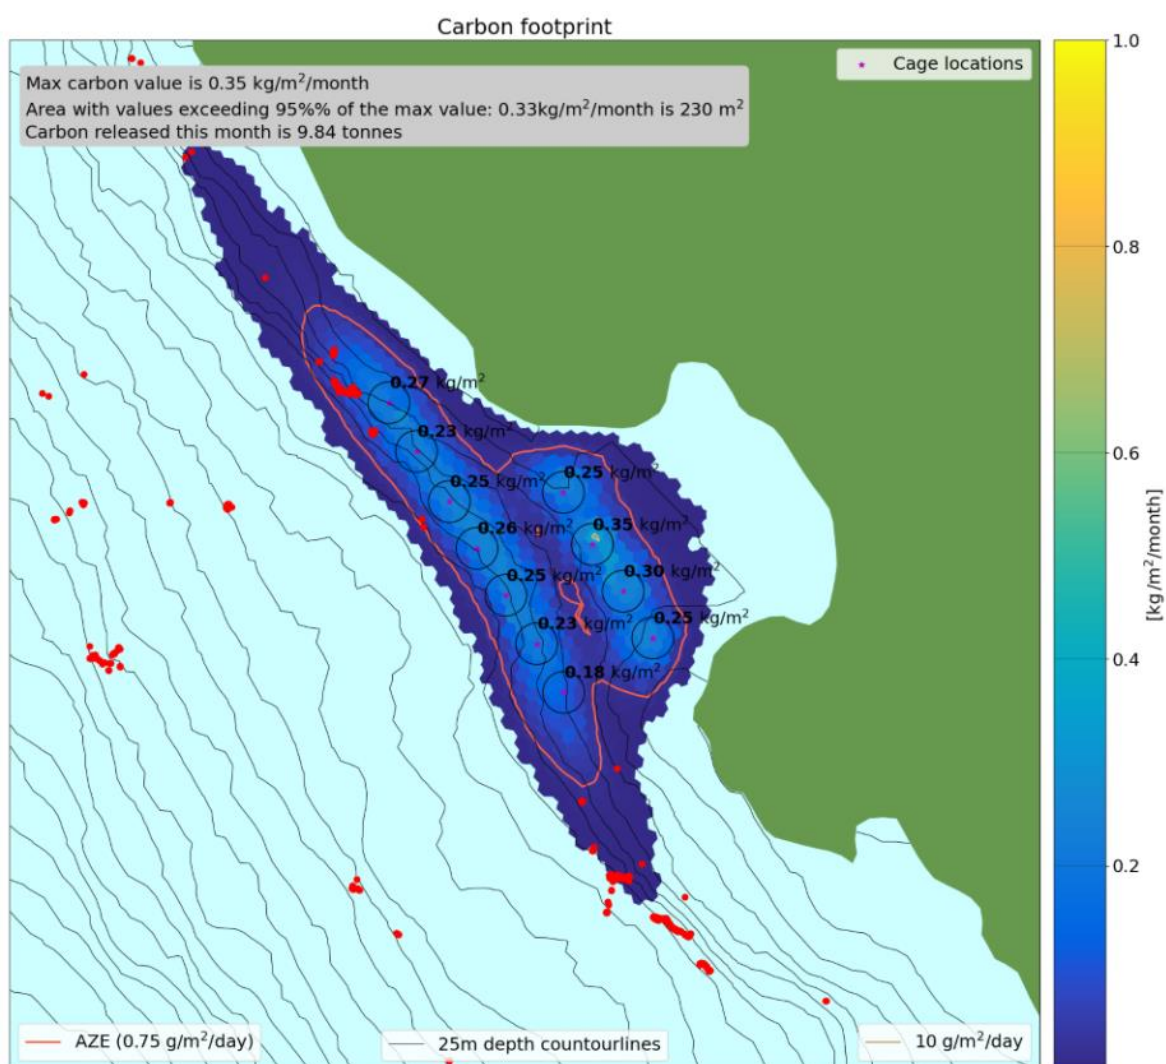 Carbon footprint
Max carbon value is 0.35 kg/m²/month
Area with values exceeding 95%% of the max value: 0.33kg/m²/month is 230 m²
Carbon released this month is 9.84 tonnes
Cage locations
1.0
0.8
0.4
0.2
[kg/m²/month]
0.27 kg/m²
0.23 kg/m²
0.25 kg/m²
0.25 kg/m²
0.26 kg/m²
0.35 kg/m²
0.25 kg/m²
0.30 kg/m²
0.23 kg/m²
0.25 kg/m²
0.18 kg/m²
AZE (0.75 g/m²/day)
25m depth countourlines
10 g/m²/day